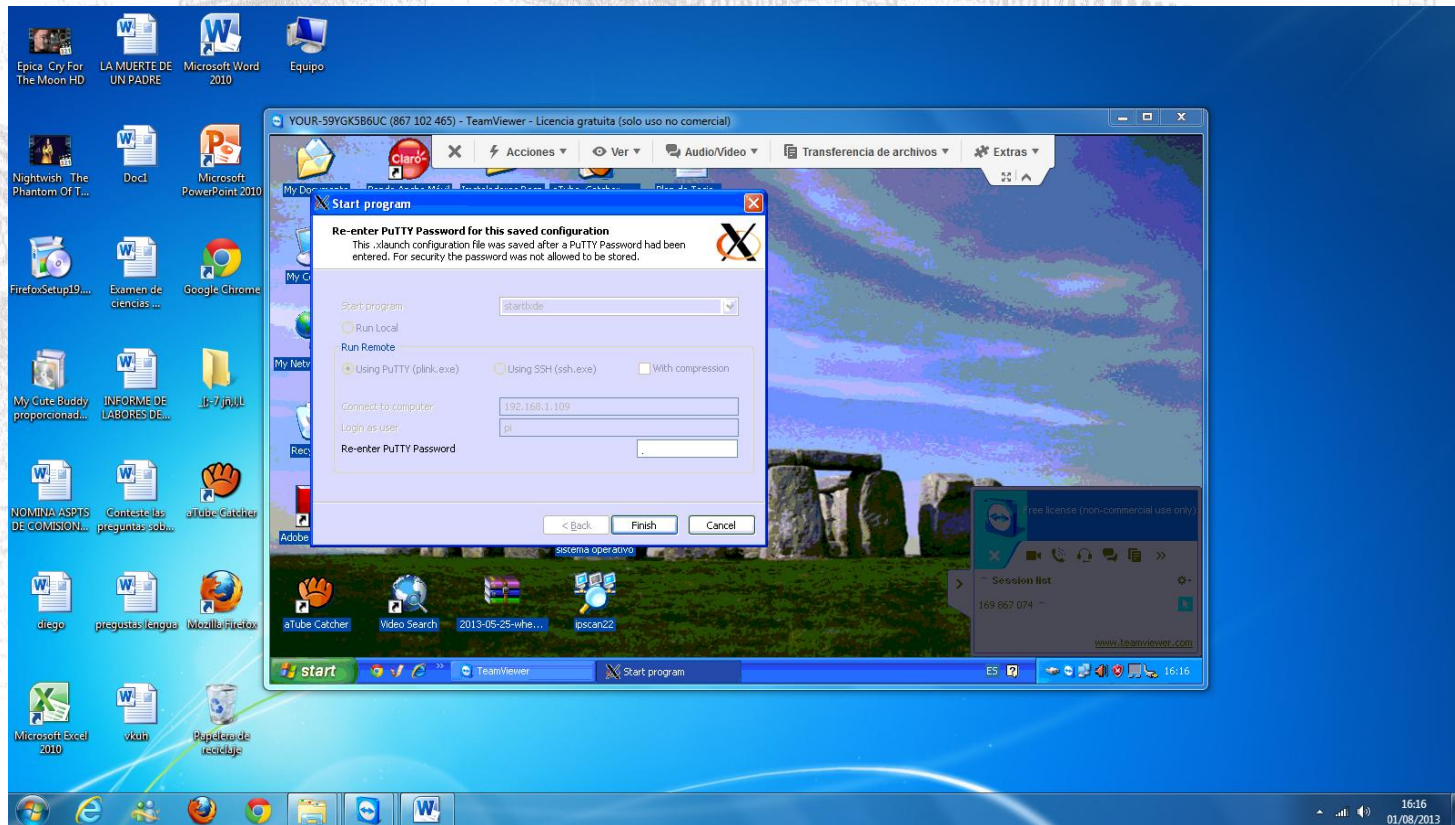 Epica Cry For The Moon HD
LA MUERTE DE UN PADRE
Microsoft Word 2010
Equipo
Nightwish The Phantom Of T...
Doc1
Microsoft PowerPoint 2010
FirefoxSetup19....
Examen de ciencias ...
Google Chrome
My Cute Buddy proporcionad...
INFORME DE LABORES DE...
NOMINA ASPTS DE COMISION...
Conteste las preguntas sob...
aTube Catcher
diego
pregustas lengua
Mozilla Firefox
Microsoft Excel 2010
vkuh
Papelera de reciclaje
YOUR-59YGK5B6UC (867 102 465) - TeamViewer - Licencia gratuita (solo uso no comercial)
Acciones
Ver
Audio/Video
Transferencia de archivos
Extras
Claro
Start program
Re-enter PuTTY Password for this saved configuration
This .xlaunch configuration file was saved after a PuTTY Password had been
entered. For security the password was not allowed to be stored.
Start program
startlxde
Run Local
Run Remote
Using PuTTY (plink.exe)
Using SSH (ssh.exe)
With compression
Connect to computer
192.168.1.109
Login as user
pi
Re-enter PuTTY Password
.
< Back
Finish
Cancel
My Netw
Recy
Adobe
sistema operativo
aTube Catcher
Video Search
2013-05-25-whe...
ipscan22
Free license (non-commercial use only)
Session list
169 867 074
www.teamviewer.com
start
TeamViewer
Start program
ES
16:16
16:16
01/08/2013